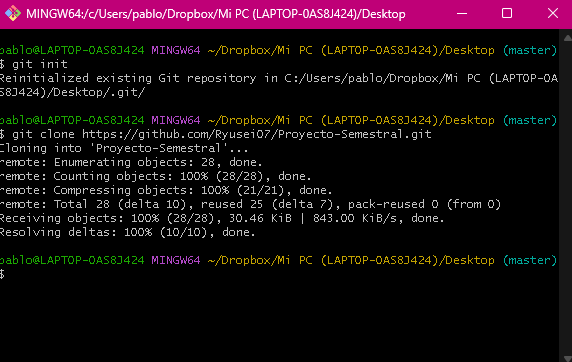 MINGW64:/c/Users/pablo/Dropbox/Mi PC (LAPTOP-0AS8J424)/Desktop
pablo@LAPTOP-0AS8J424 MINGW64 ~/Dropbox/Mi PC (LAPTOP-0AS8J424)/Desktop (master)
$ git init
Reinitialized existing Git repository in C:/Users/pablo/Dropbox/Mi PC (LAPTOP-0A
S8J424)/Desktop/.git/
pablo@LAPTOP-0AS8J424 MINGW64 ~/Dropbox/Mi PC (LAPTOP-0AS8J424)/Desktop (master)
$ git clone https://github.com/Ryusei07/Proyecto-Semestral.git
Cloning into 'Proyecto-Semestral'...
remote: Enumerating objects: 28, done.
remote: Counting objects: 100% (28/28), done.
remote: Compressing objects: 100% (21/21), done.
remote: Total 28 (delta 10), reused 25 (delta 7), pack-reused 0 (from 0)
Receiving objects: 100% (28/28), 30.46 KiB | 843.00 KiB/s, done.
Resolving deltas: 100% (10/10), done.
pablo@LAPTOP-0AS8J424 MINGW64 ~/Dropbox/Mi PC (LAPTOP-0AS8J424)/Desktop (master)
$